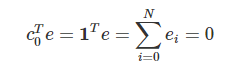 $c_0^T e = \mathbf{1}^T e = \sum_{i=0}^{N} e_i = 0$